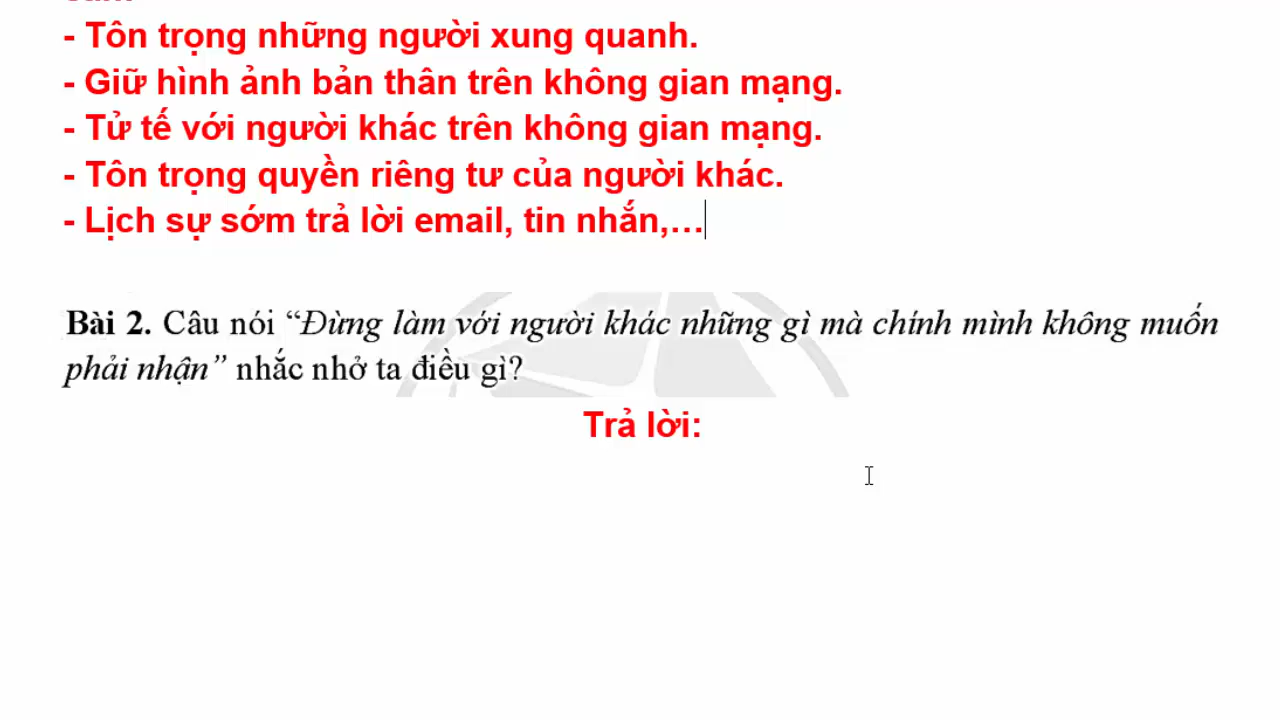 - Tôn trọng những người xung quanh.
- Giữ hình ảnh bản thân trên không gian mạng.
- Tử tế với người khác trên không gian mạng.
- Tôn trọng quyền riêng tư của người khác.
- Lịch sự sớm trả lời email, tin nhắn,…
Bài 2. Câu nói “Đừng làm với người khác những gì mà chính mình không muốn
phải nhận” nhắc nhở ta điều gì?
Trả lời: